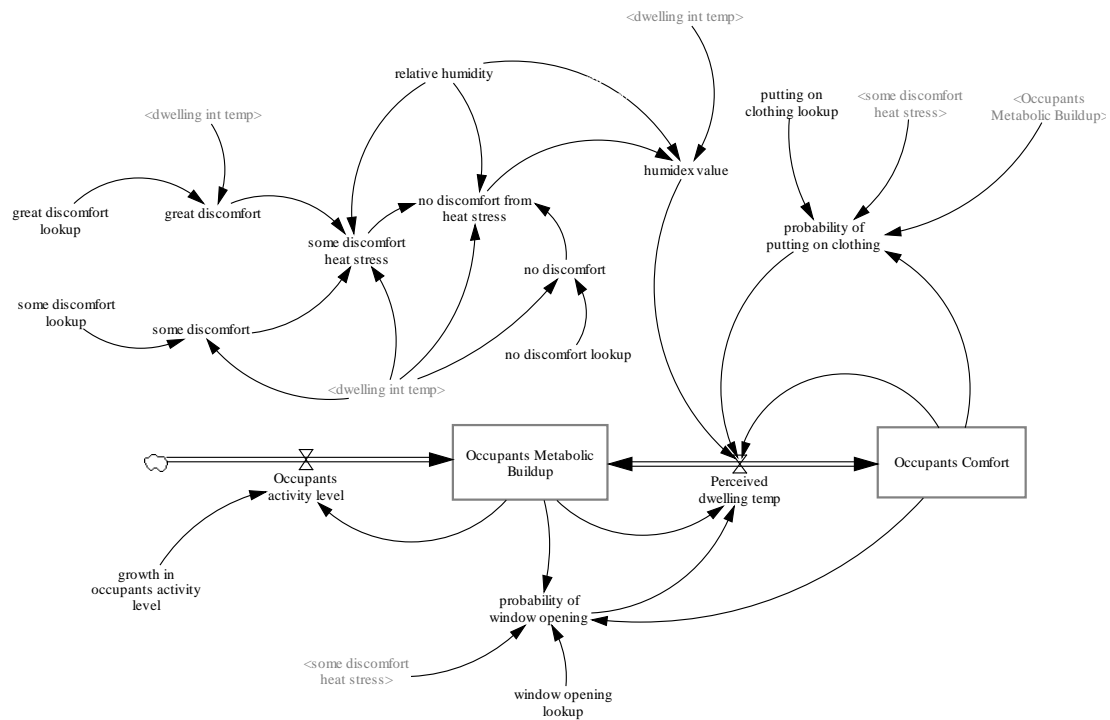 <dwelling int temp>
relative humidity
putting on
clothing lookup
<some discomfort
heat stress>
<Occupants
Metabolic Buildup>
<dwelling int temp>
humidex value
great discomfort
lookup
great discomfort
no discomfort from
heat stress
some discomfort
heat stress
probability of
putting on clothing
no discomfort
some discomfort
lookup
some discomfort
no discomfort lookup
<dwelling int temp>
Occupants Metabolic
Buildup
Occupants Comfort
Occupants
activity level
Perceived
dwelling temp
growth in
occupants activity
level
probability of
window opening
<some discomfort
heat stress>
window opening
lookup